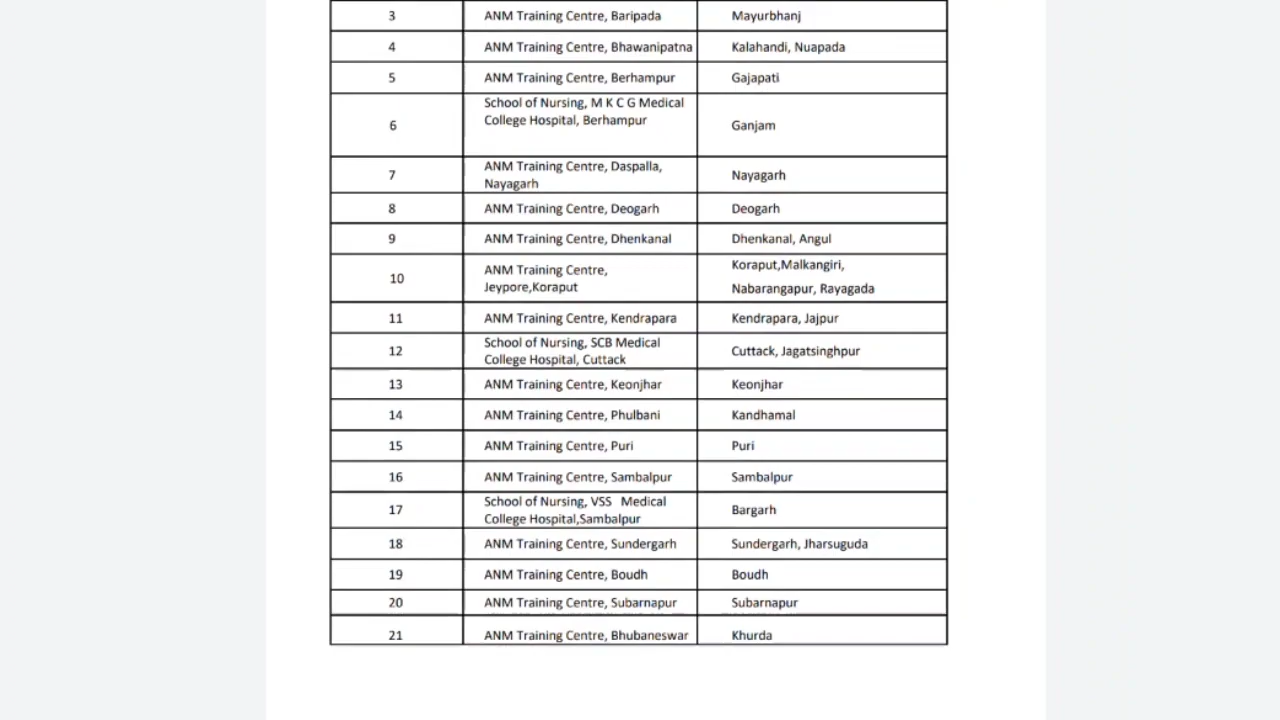 3 ANM Training Centre, Baripada Mayurbhanj
4 ANM Training Centre, Bhawanipatna Kalahandi, Nuapada
5 ANM Training Centre, Berhampur Gajapati
6 School of Nursing, M K C G Medical
College Hospital, Berhampur Ganjam
7 ANM Training Centre, Daspalla,
Nayagarh Nayagarh
8 ANM Training Centre, Deogarh Deogarh
9 ANM Training Centre, Dhenkanal Dhenkanal, Angul
10 ANM Training Centre,
Jeypore,Koraput Koraput,Malkangiri,
Nabarangapur, Rayagada
11 ANM Training Centre, Kendrapara Kendrapara, Jajpur
12 School of Nursing, SCB Medical
College Hospital, Cuttack Cuttack, Jagatsinghpur
13 ANM Training Centre, Keonjhar Keonjhar
14 ANM Training Centre, Phulbani Kandhamal
15 ANM Training Centre, Puri Puri
16 ANM Training Centre, Sambalpur Sambalpur
17 School of Nursing, VSS Medical
College Hospital,Sambalpur Bargarh
18 ANM Training Centre, Sundergarh Sundergarh, Jharsuguda
19 ANM Training Centre, Boudh Boudh
20 ANM Training Centre, Subarnapur Subarnapur
21 ANM Training Centre, Bhubaneswar Khurda